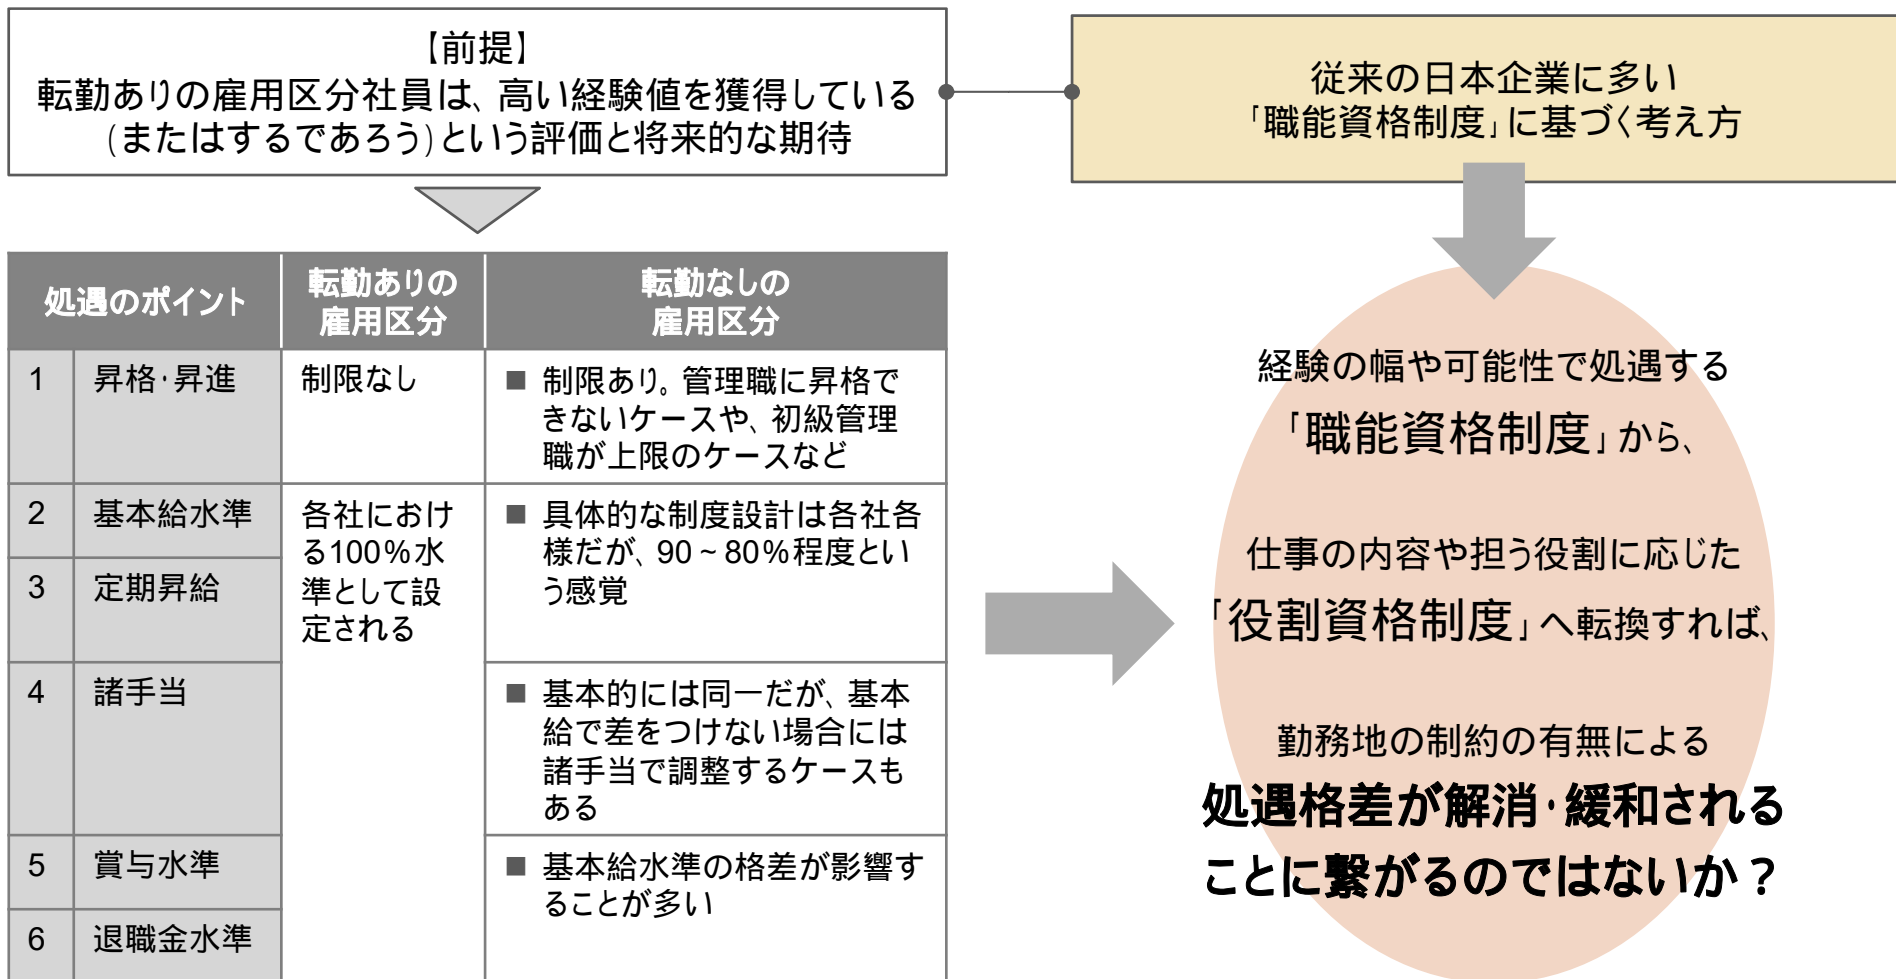 【前提】
転勤ありの雇用区分社員は、高い経験値を獲得している
(またはするであろう)という評価と将来的な期待
従来の日本企業に多い
「職能資格制度」に基づく考え方
処遇のポイント
転勤ありの
雇用区分
転勤なしの
雇用区分
1
昇格・昇進
制限なし
■ 制限あり。管理職に昇格で
きないケースや、初級管理
職が上限のケースなど
2
基本給水準
各社におけ
る100%水
準として設
定される
■ 具体的な制度設計は各社各
様だが、90~80%程度とい
う感覚
3
定期昇給
4
諸手当
■ 基本的には同一だが、基本
給で差をつけない場合には
諸手当で調整するケースも
ある
5
賞与水準
■ 基本給水準の格差が影響す
ることが多い
6
退職金水準
経験の幅や可能性で処遇する
「職能資格制度」から、
仕事の内容や担う役割に応じた
「役割資格制度」へ転換すれば、
勤務地の制約の有無による
処遇格差が解消・緩和される
ことに繋がるのではないか?